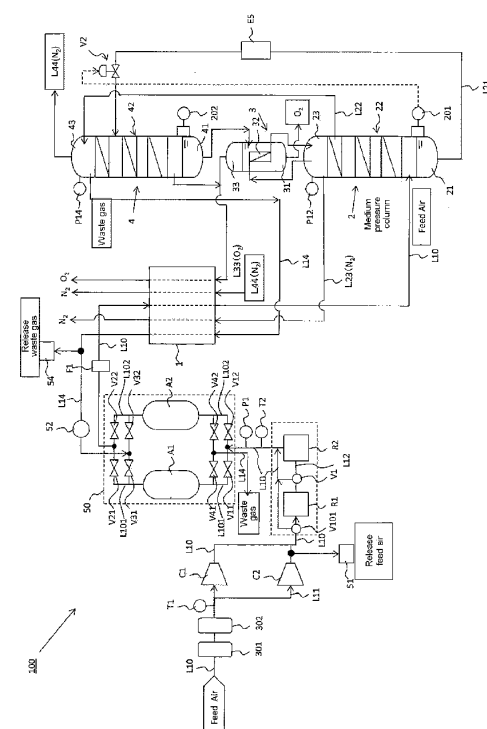 100
Feed Air
L10
301
302
T1
C1
L10
C2
L11
Release feed air
51
L10
V101
R1
V1
L12
R2
L10
P1
T2
L14
Waste gas
50
A1
A2
V21
L101
V31
V22
L102
V32
V41
L101
V11
V42
L102
V12
F1
L10
52
L14
54
Release waste gas
1
N₂
N₂
O₂
L33(O₂)
L44(N₂)
L14
L23(N₂)
L10
Feed Air
Waste gas
P14
4
43
42
41
202
L44(N₂)
V2
E5
33
32
3
31
O₂
P12
23
22
2
Medium pressure column
21
201
L22
L21